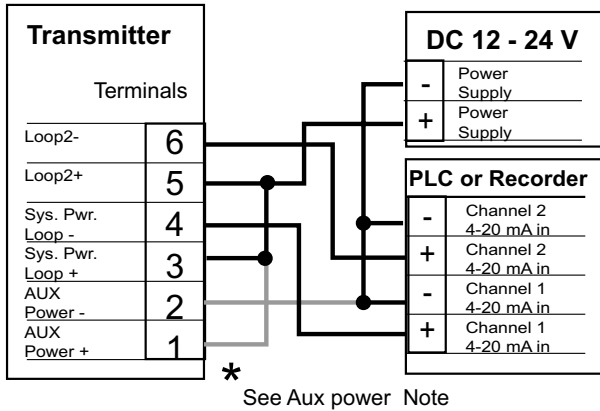 Transmitter
Terminals
Loop2-
6
Loop2+
5
Sys. Pwr.
Loop -
4
Sys. Pwr.
Loop +
3
AUX
Power -
2
AUX
Power +
1
DC 12 - 24 V
-
Power
Supply
+
Power
Supply
PLC or Recorder
-
Channel 2
4-20 mA in
+
Channel 2
4-20 mA in
-
Channel 1
4-20 mA in
+
Channel 1
4-20 mA in
*
See Aux power Note